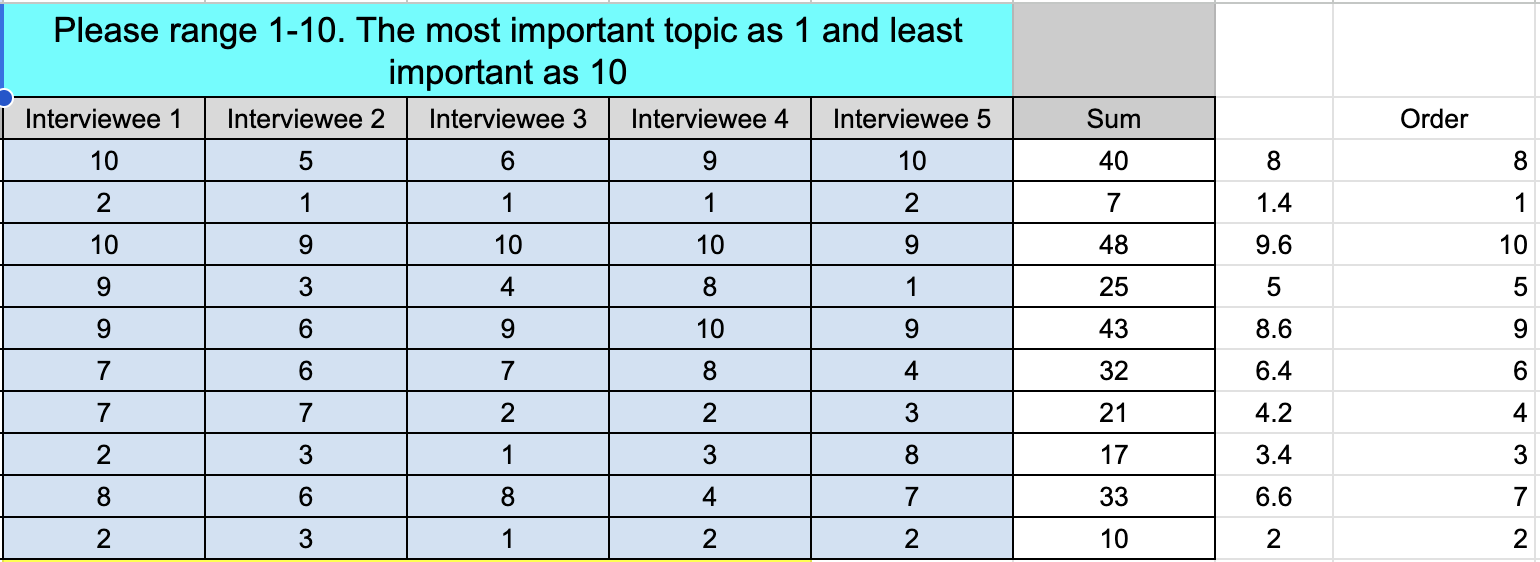 Please range 1-10. The most important topic as 1 and least
important as 10
Interviewee 1 Interviewee 2 Interviewee 3 Interviewee 4 Interviewee 5 Sum Order
10 5 6 9 10 40 8 8
2 1 1 1 2 7 1.4 1
10 9 10 10 9 48 9.6 10
9 3 4 8 1 25 5 5
9 6 9 10 9 43 8.6 9
7 6 7 8 4 32 6.4 6
7 7 2 2 3 21 4.2 4
2 3 1 3 8 17 3.4 3
8 6 8 4 7 33 6.6 7
2 3 1 2 2 10 2 2